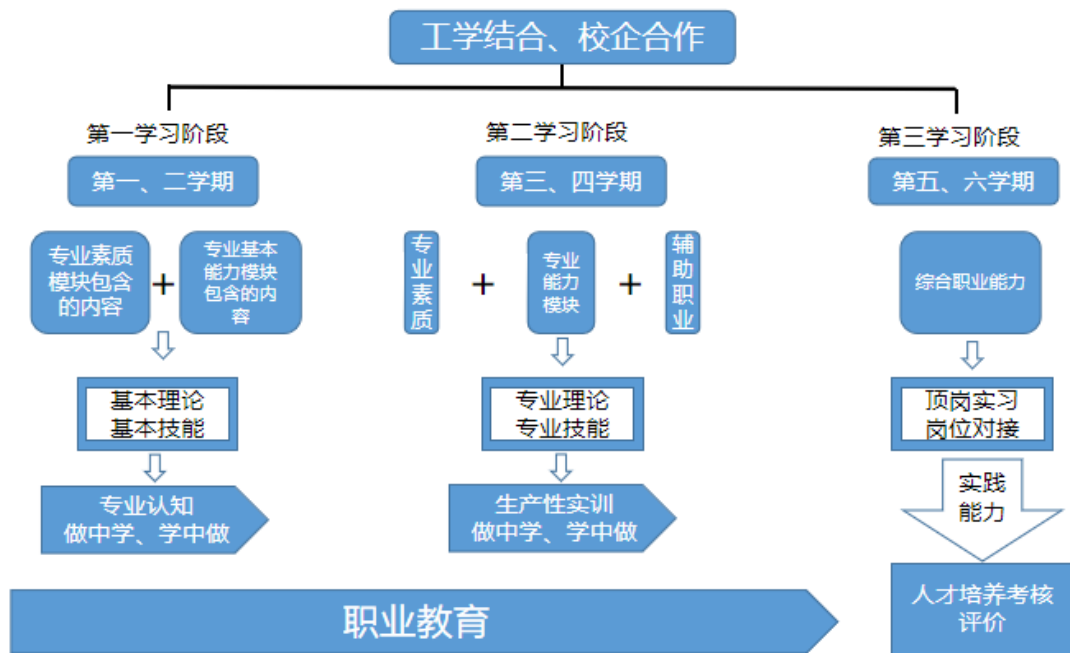 工学结合、校企合作
第一学习阶段
第二学习阶段
第三学习阶段
第一、二学期
第三、四学期
第五、六学期
专业素质
模块包含
的内容
+
专业基本
能力模块
包含的内
容
专业素质
+
专业
能力
模块
+
辅助职业
综合职业能力
基本理论
基本技能
专业理论
专业技能
顶岗实习
岗位对接
专业认知
做中学、学中做
生产性实训
做中学、学中做
实践
能力
职业教育
人才培养考核
评价